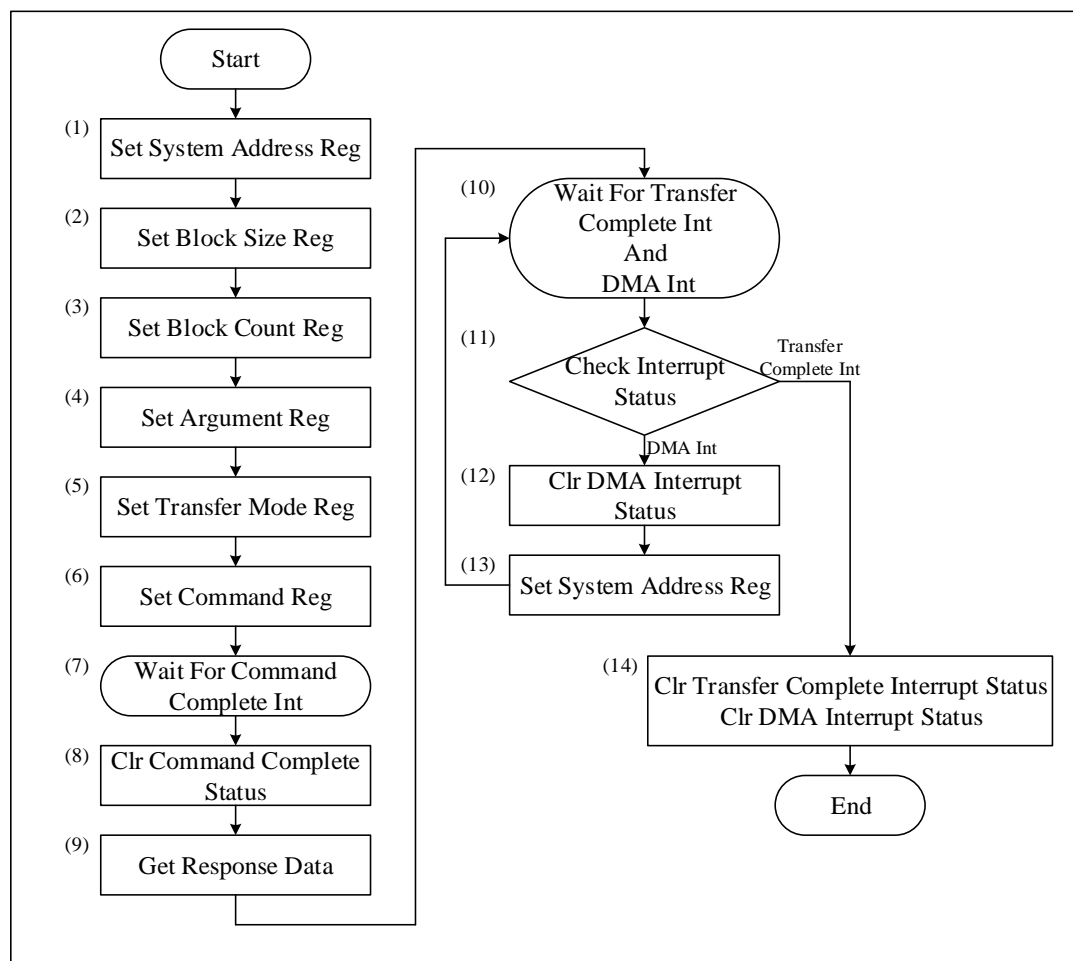 Start
(1)
Set System Address Reg
(2)
Set Block Size Reg
(3)
Set Block Count Reg
(4)
Set Argument Reg
(5)
Set Transfer Mode Reg
(6)
Set Command Reg
(7)
Wait For Command
Complete Int
(8)
Clr Command Complete
Status
(9)
Get Response Data
(10)
Wait For Transfer
Complete Int
And
DMA Int
(11)
Check Interrupt
Status
Transfer
Complete Int
DMA Int
(12)
Clr DMA Interrupt
Status
(13)
Set System Address Reg
(14)
Clr Transfer Complete Interrupt Status
Clr DMA Interrupt Status
End